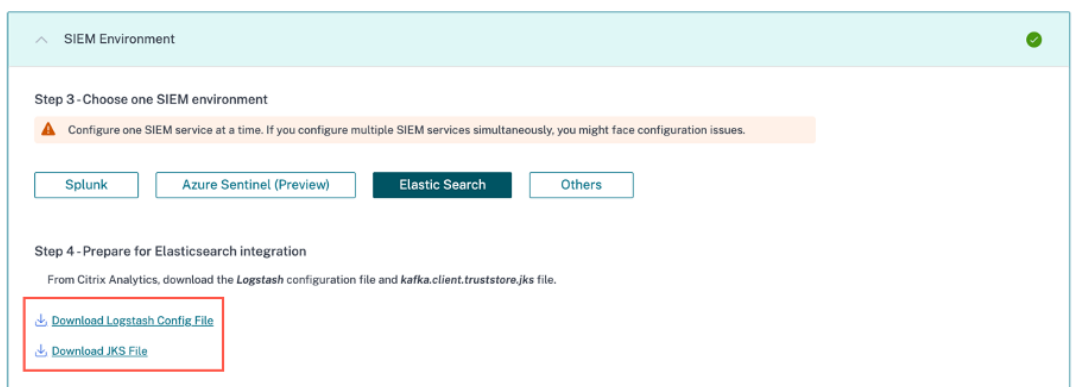 SIEM Environment
Step 3 - Choose one SIEM environment
Configure one SIEM service at a time. If you configure multiple SIEM services simultaneously, you might face configuration issues.
Splunk
Azure Sentinel (Preview)
Elastic Search
Others
Step 4 - Prepare for Elasticsearch integration
From Citrix Analytics, download the Logstash configuration file and kafka.client.truststore.jks file.
Download Logstash Config File
Download JKS File